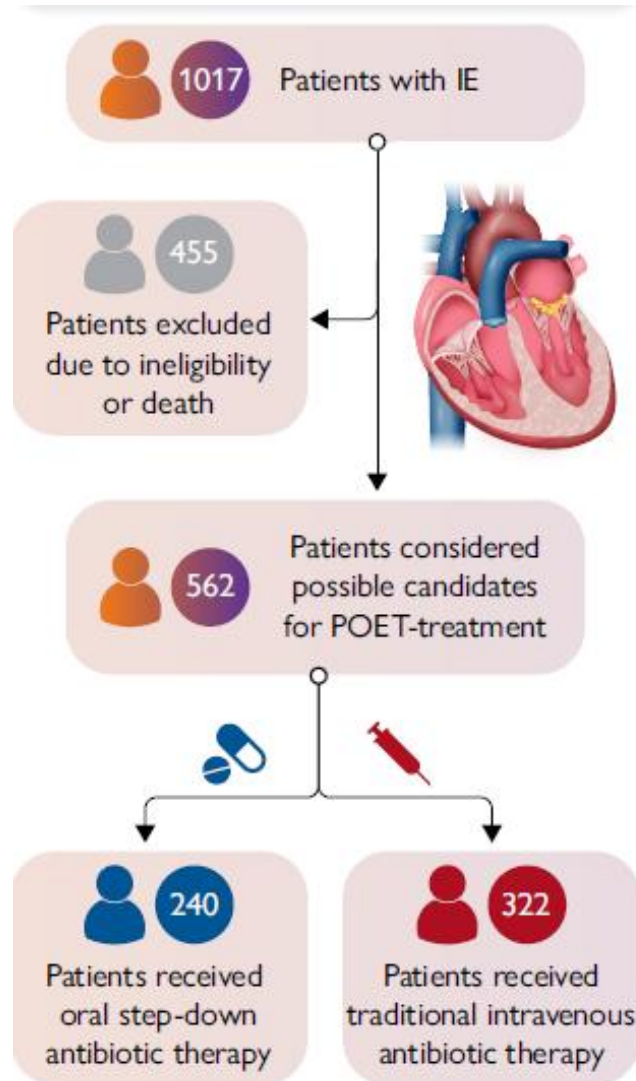 1017 Patients with IE
455
Patients excluded
due to ineligibility
or death
562
Patients considered
possible candidates
for POET-treatment
240
Patients received
oral step-down
antibiotic therapy
322
Patients received
traditional intravenous
antibiotic therapy